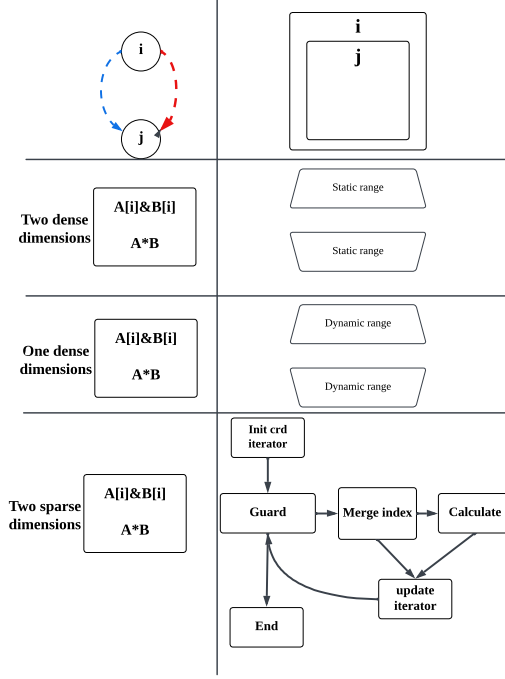 i
j
i
j
Two dense
dimensions
A[i]&B[i]
A*B
Static range
Static range
One dense
dimensions
A[i]&B[i]
A*B
Dynamic range
Dynamic range
Two sparse
dimensions
A[i]&B[i]
A*B
Init crd
iterator
Guard
Merge index
Calculate
update
iterator
End